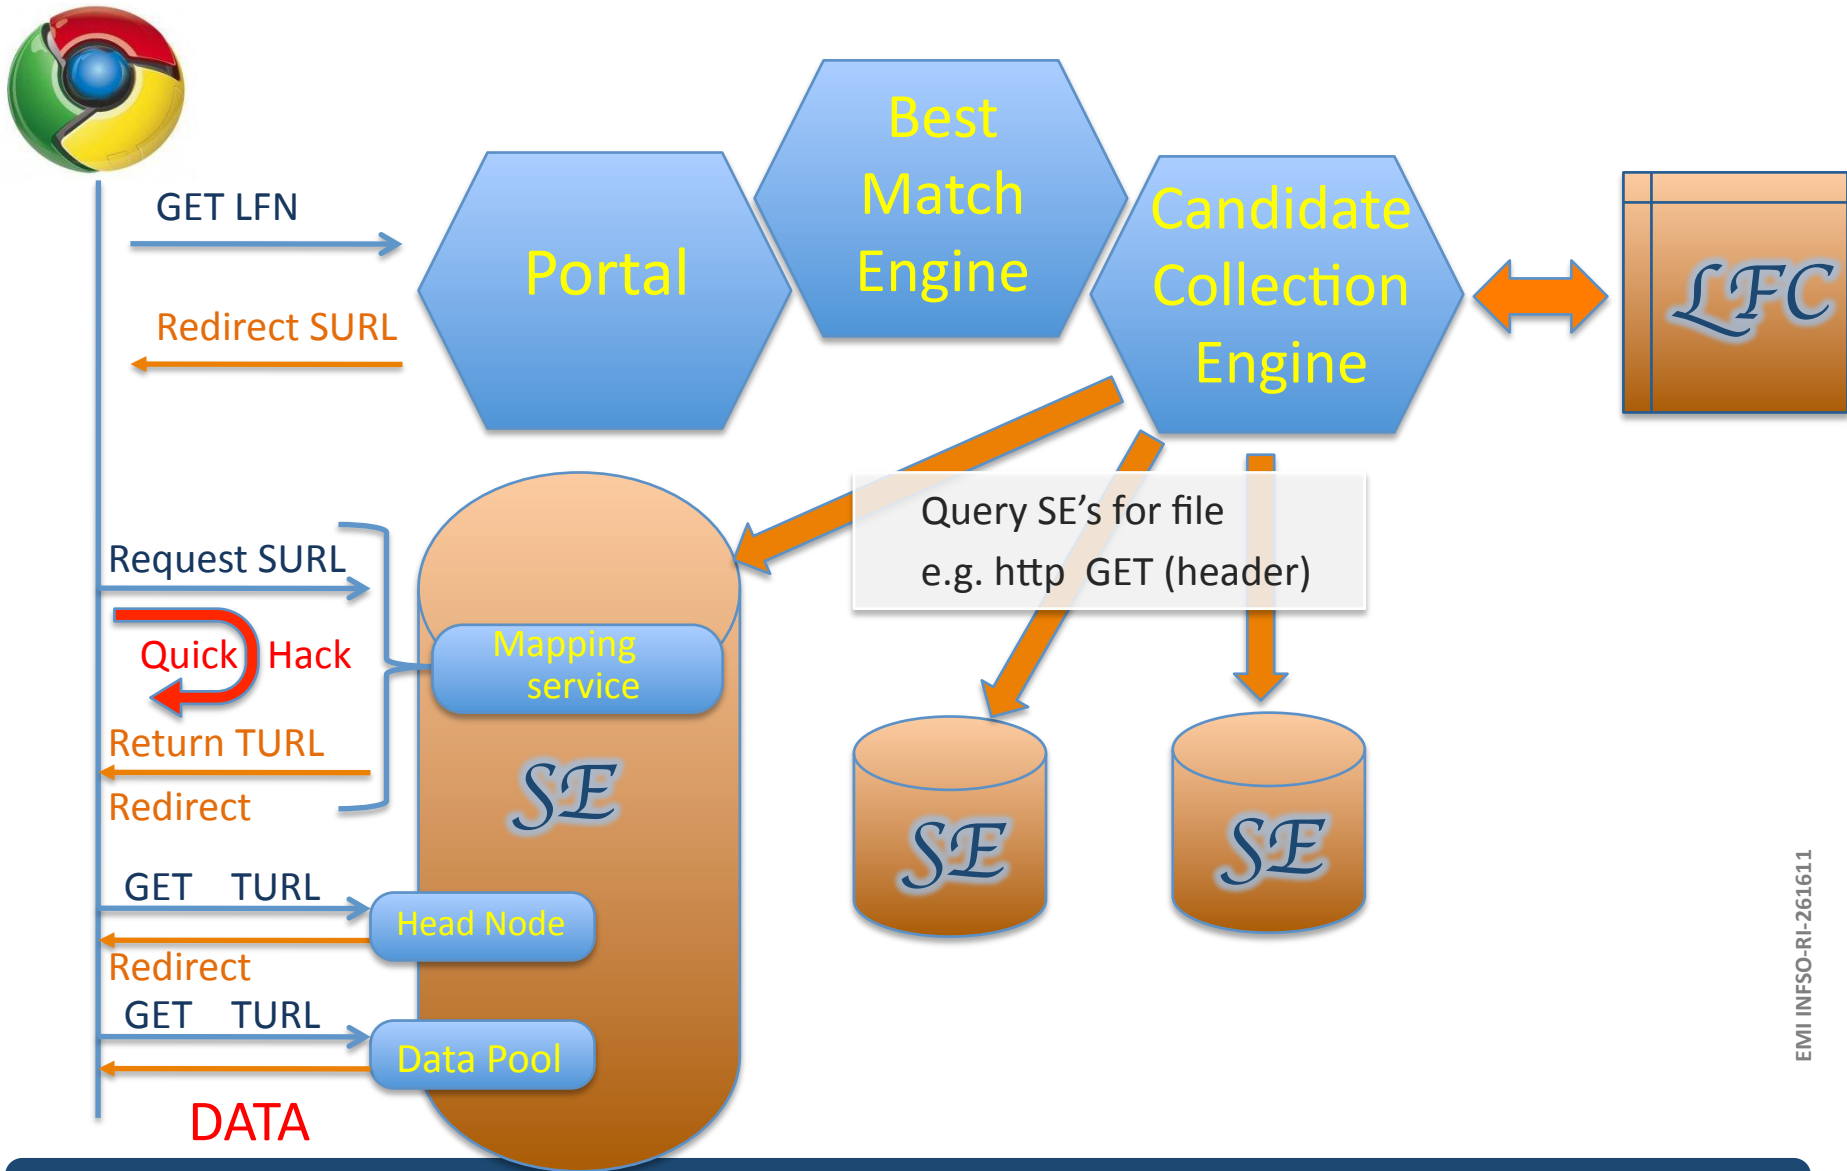 GET LFN
Redirect SURL
Portal
Best
Match
Engine
Candidate
Collection
Engine
LFC
Query SE’s for file
e.g. http GET (header)
Request SURL
Quick Hack
Return TURL
Redirect
Mapping
service
SE
SE
SE
GET TURL
Head Node
Redirect
GET TURL
Data Pool
DATA
EMI INFSO-RI-261611